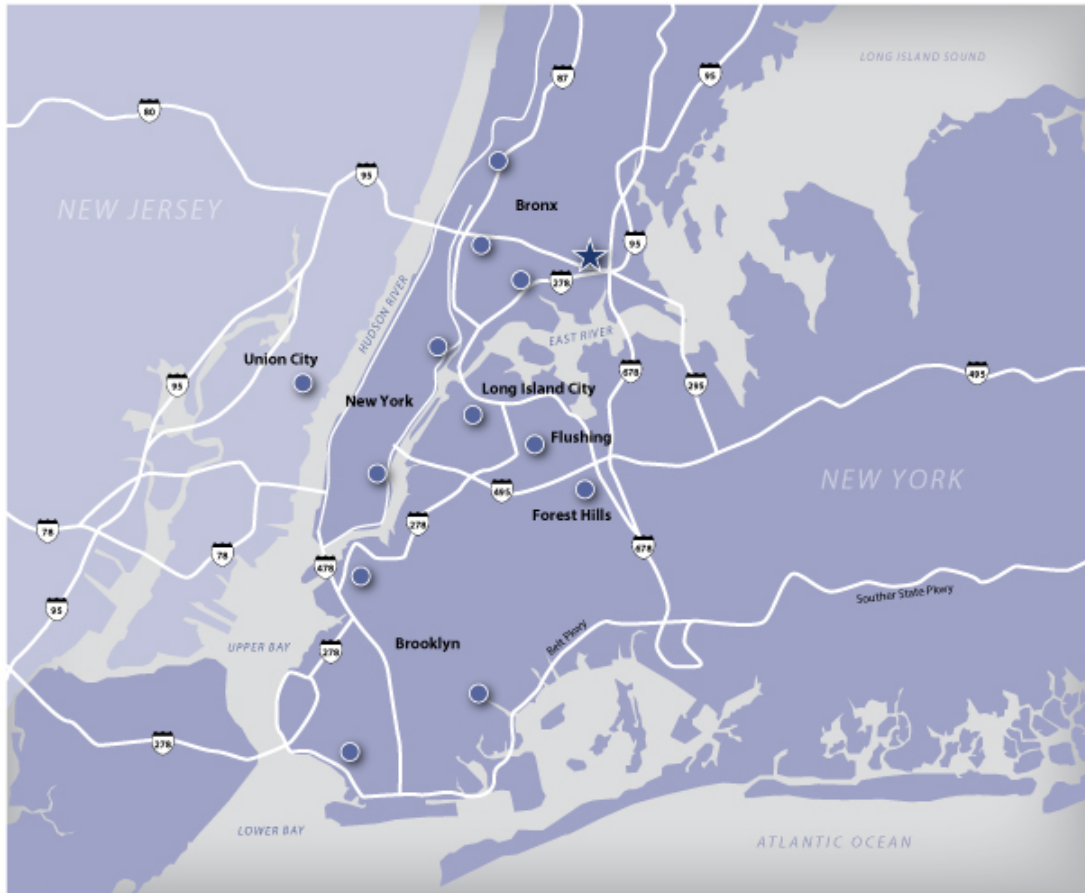 LONG ISLAND SOUND
87
95
80
95
NEW JERSEY
Bronx
95
278
HUDSON RIVER
EAST RIVER
Union City
678
495
95
295
Long Island City
New York
Flushing
NEW YORK
495
Forest Hills
278
78
78
678
478
Souther State Pkwy
95
Belt Pkwy
UPPER BAY
278
Brooklyn
278
LOWER BAY
ATLANTIC OCEAN